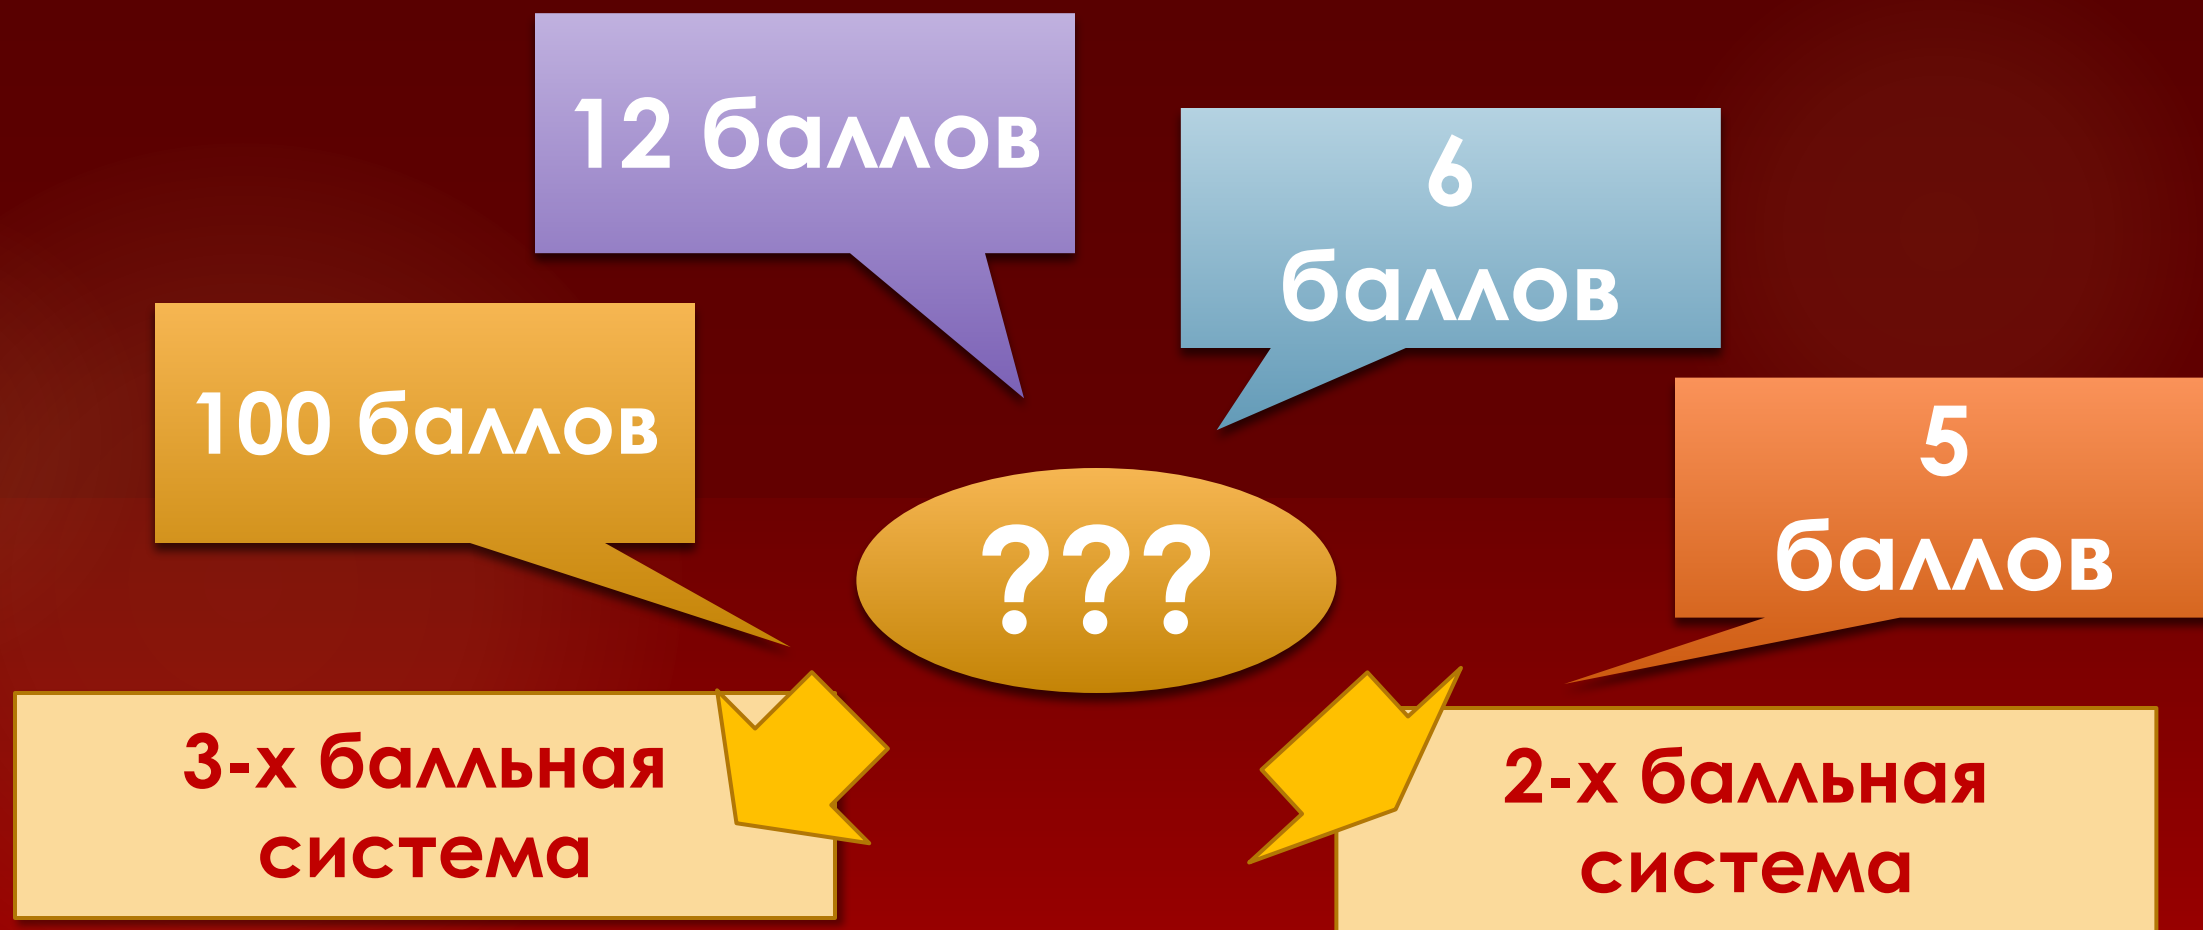 12 баллов
6
баллов
100 баллов
5
баллов
???
3-х балльная
система
2-х балльная
система